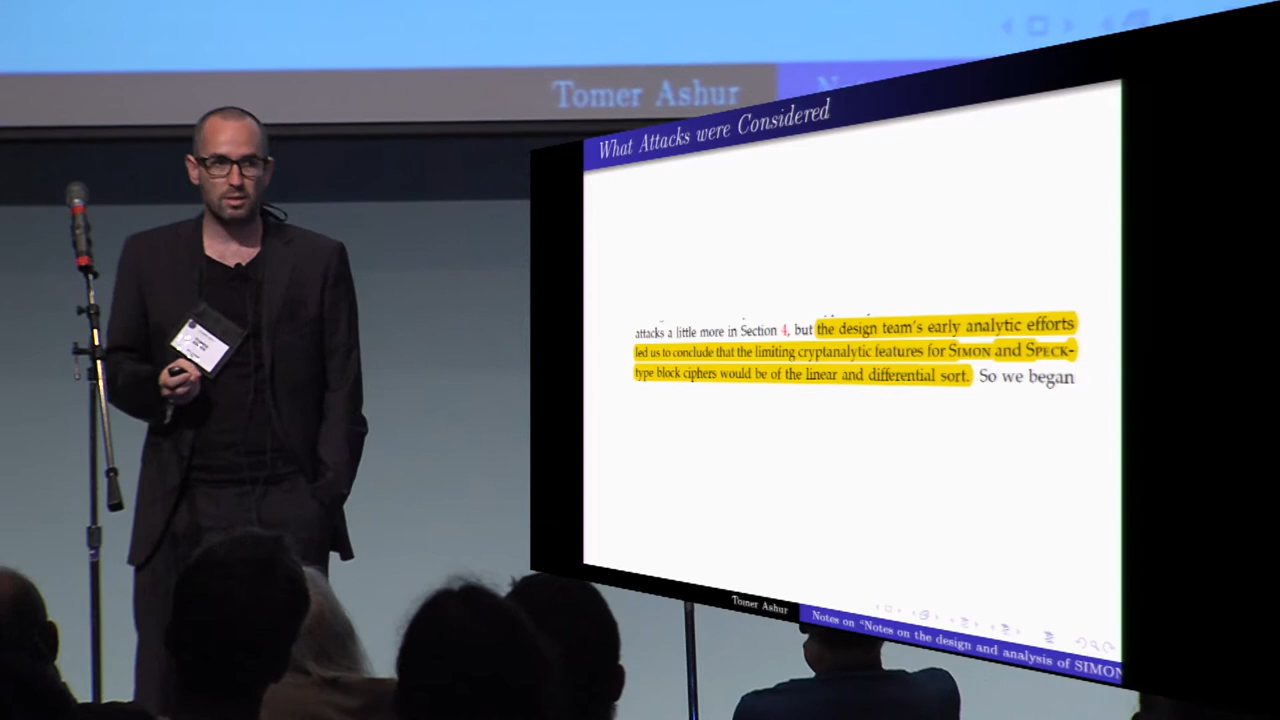 Tomer Ashur
What Attacks were Considered
attacks a little more in Section 4, but the design team's early analytic efforts
led us to conclude that the limiting cryptanalytic features for SIMON and SPECK-
type block ciphers would be of the linear and differential sort. So we began
Tomer Ashur
Notes on “Notes on the design and analysis of SIMON